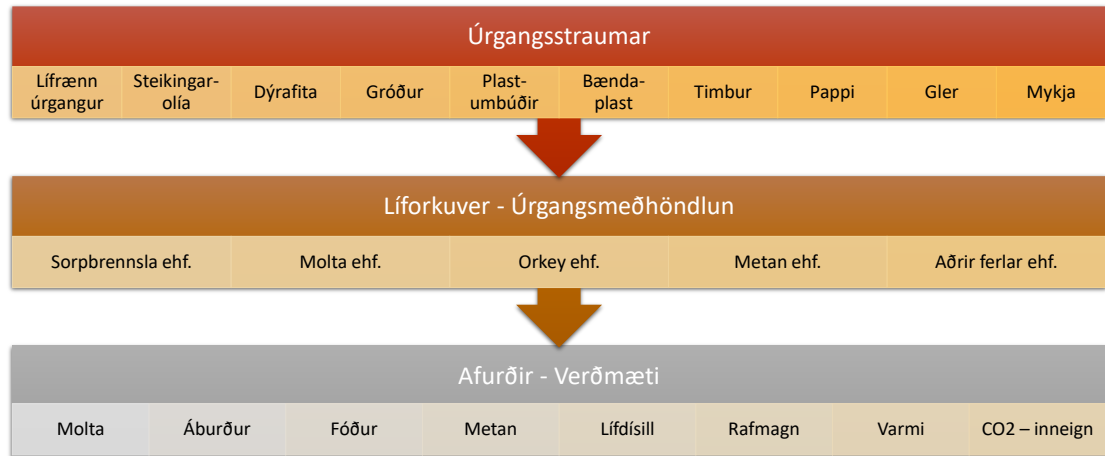 Úrgangsstraumar
Lífrænn
úrgangur
Steikingar-
olía
Dýrafita
Gróður
Plast-
umbúðir
Bænda-
plast
Timbur
Pappi
Gler
Mykja
Líforkuver - Úrgangsmeðhöndlun
Sorpbrennsla ehf.
Molta ehf.
Orkey ehf.
Metan ehf.
Aðrir ferlar ehf.
Afurðir - Verðmæti
Molta
Áburður
Fóður
Metan
Lífdísill
Rafmagn
Varmi
CO2 – inneign